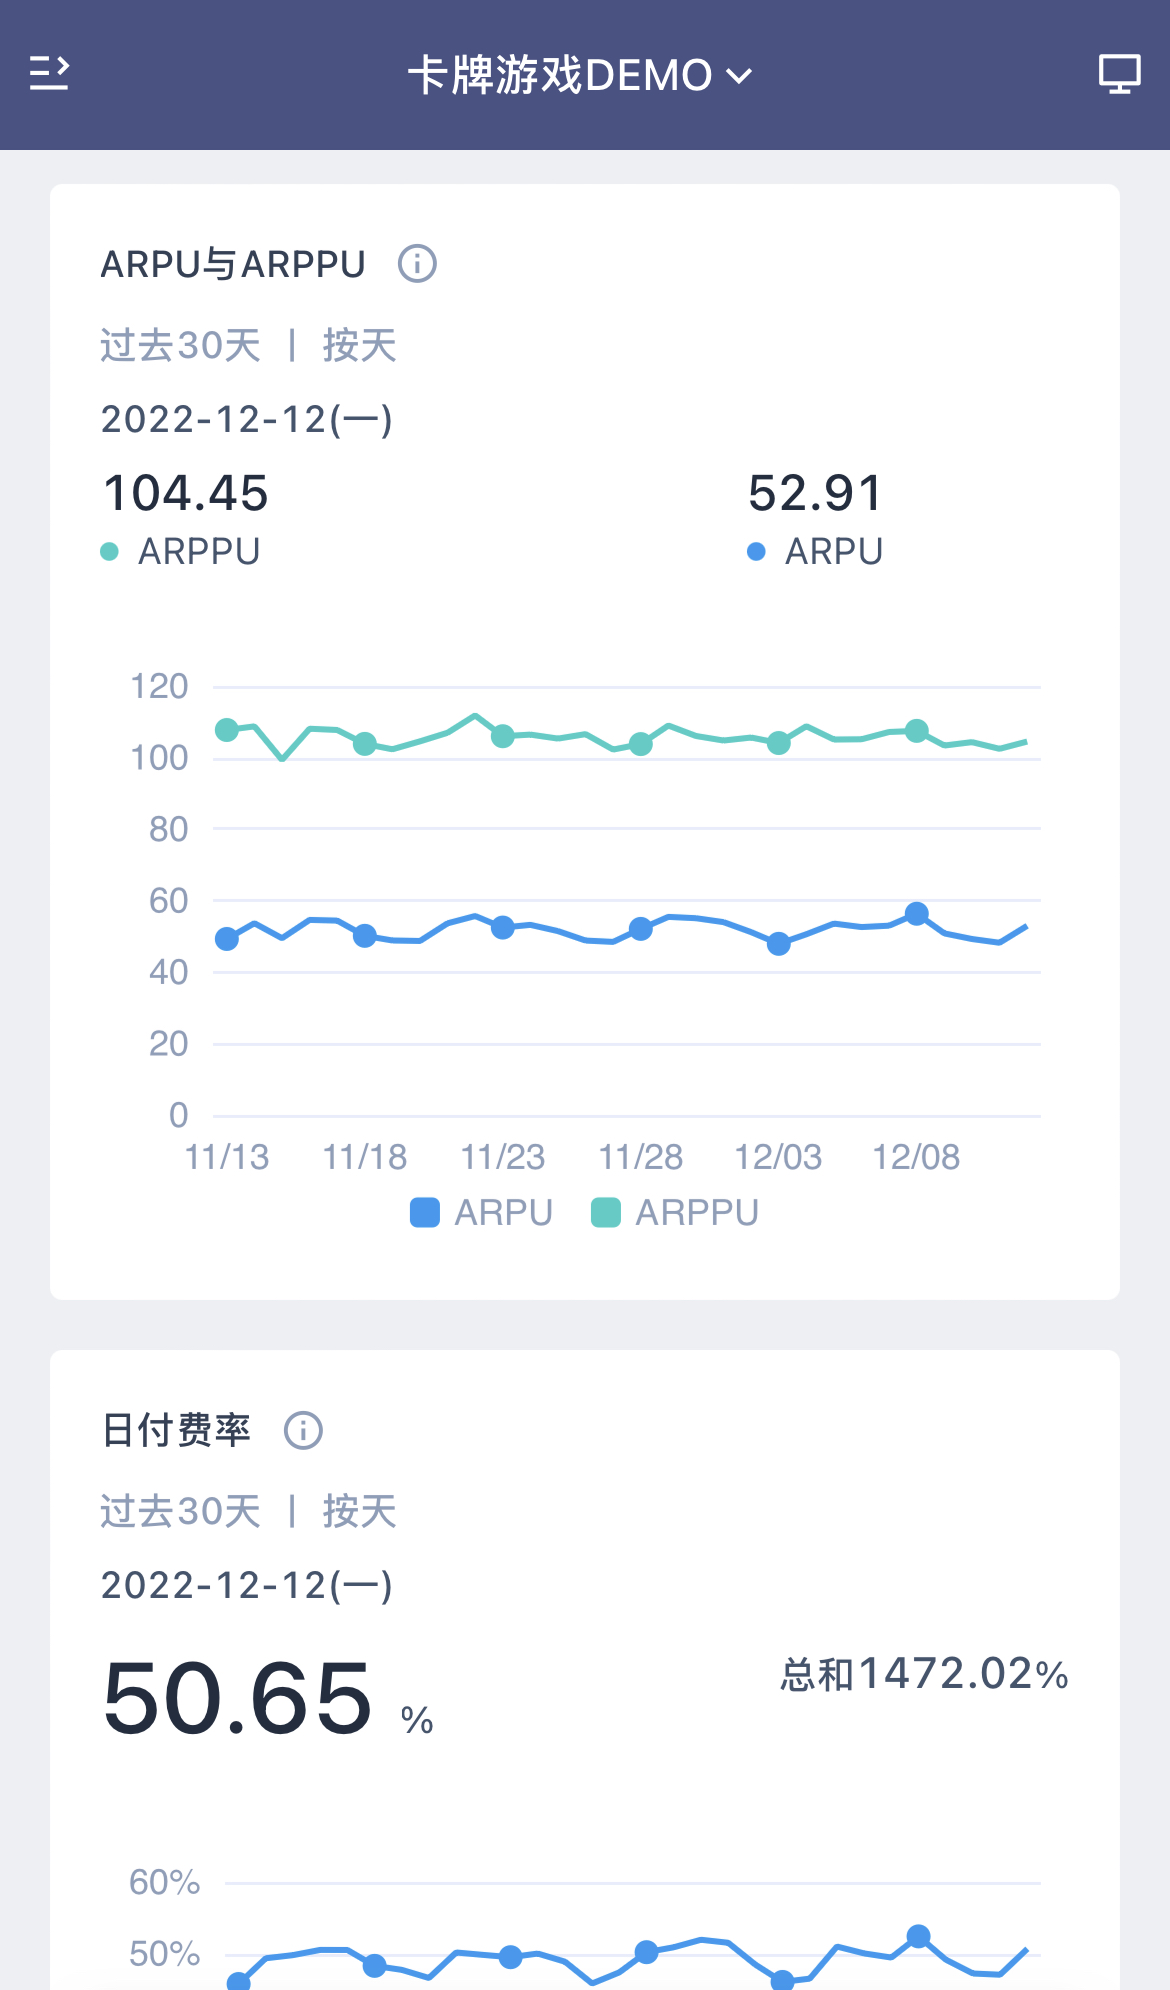 卡牌游戏DEMO
ARPU与ARPPU
过去30天 | 按天
2022-12-12(一)
104.45 52.91
ARPPU ARPU
120
100
80
60
40
20
0
11/13 11/18 11/23 11/28 12/03 12/08
ARPU ARPPU
日付费率
过去30天 | 按天
2022-12-12(一)
50.65 % 总和1472.02%
60%
50%